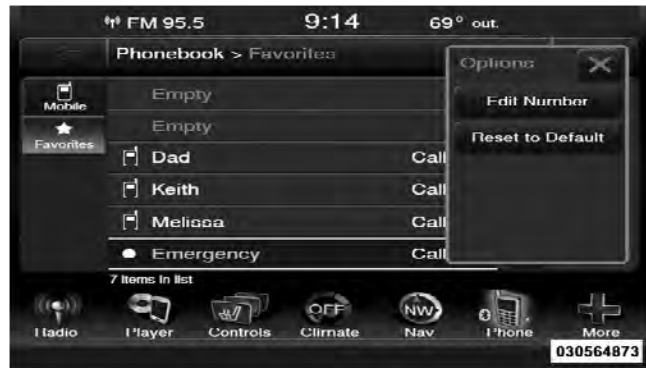 FM 95.5 9:14 69° out.
Phonebook > Favorites
Options
Mobile
Favorites
Empty
Empty
Dad Call
Keith Call
Melissa Call
Emergency Call
Edit Number
Reset to Default
7 Items In list
Radio Player Controls OFF Climate NW Nav Phone More
030564873